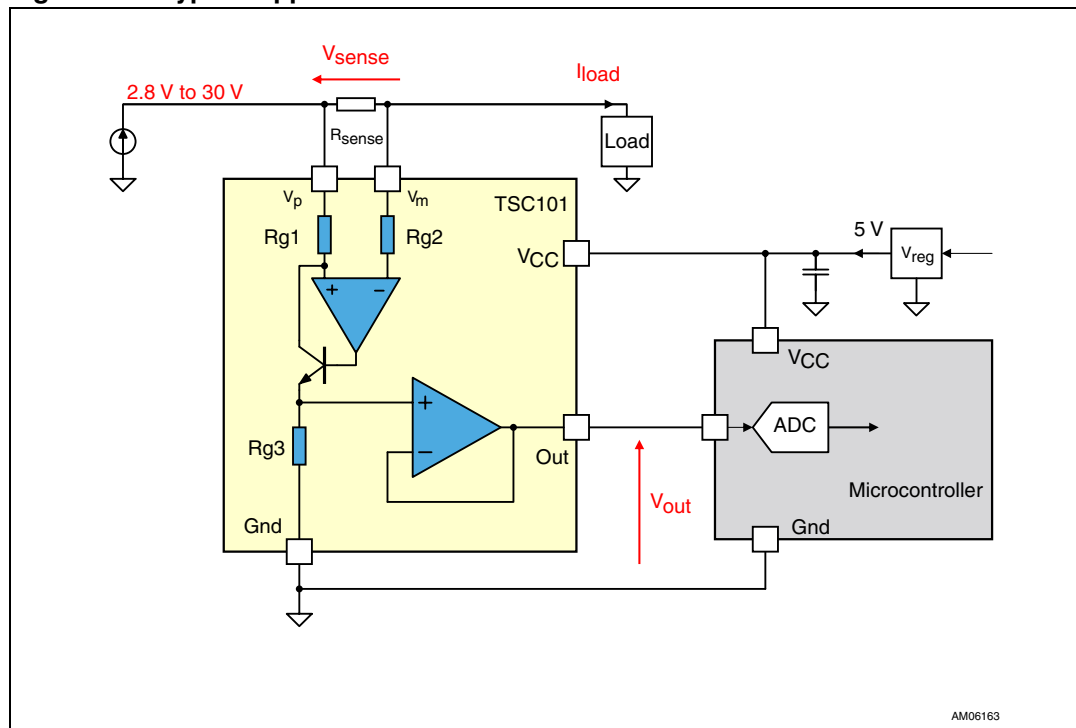 Vsense
Iload
2.8 V to 30 V
Rsense
Load
Vp
Vm
TSC101
Rg1
Rg2
5 V
Vreg
VCC
+
−
VCC
+
ADC
Rg3
−
Out
Microcontroller
Vout
Gnd
Gnd
AM06163